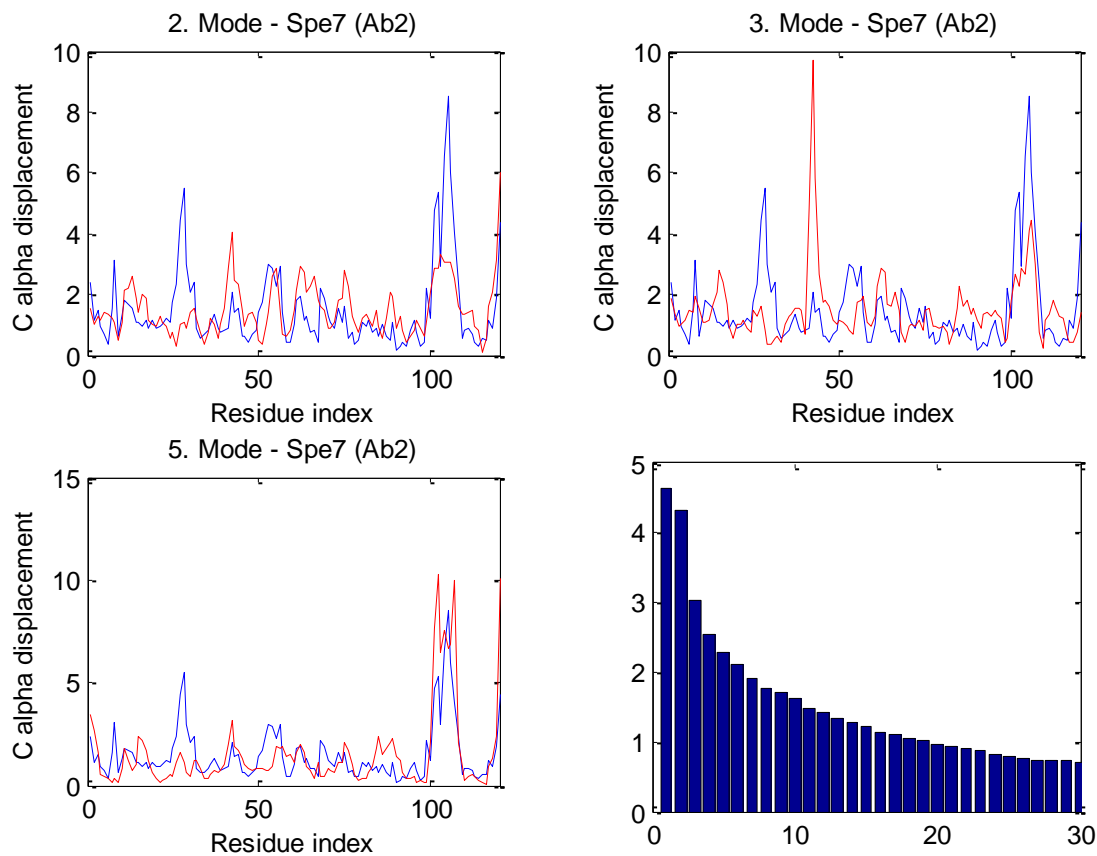 2. Mode - Spe7 (Ab2)
C alpha displacement
10
8
6
4
2
0
0 50 100
Residue index
3. Mode - Spe7 (Ab2)
C alpha displacement
10
8
6
4
2
0
0 50 100
Residue index
5. Mode - Spe7 (Ab2)
C alpha displacement
15
10
5
0
0 50 100
Residue index
5
4
3
2
1
0
0 10 20 30